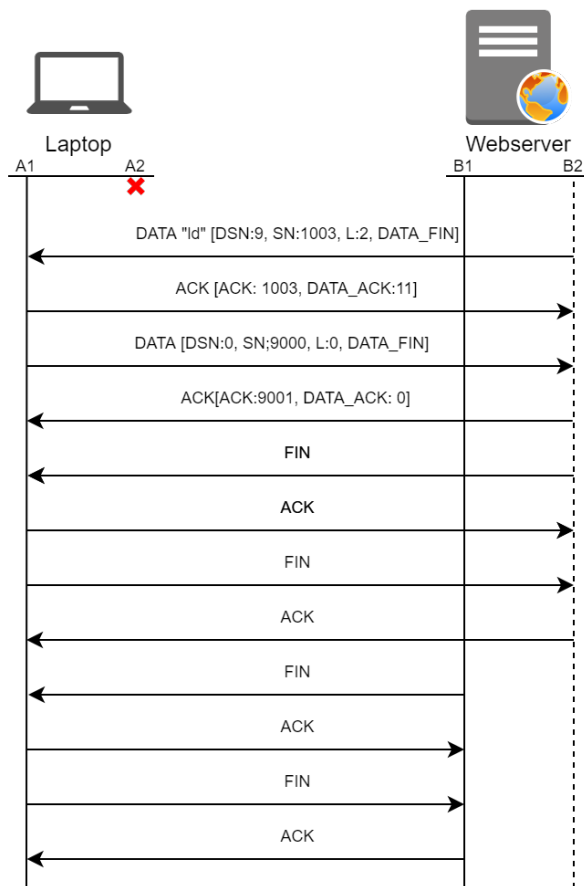 Laptop
Webserver
A1 A2 B1 B2
DATA "ld" [DSN:9, SN:1003, L:2, DATA_FIN]
ACK [ACK: 1003, DATA_ACK:11]
DATA [DSN:0, SN;9000, L:0, DATA_FIN]
ACK[ACK:9001, DATA_ACK: 0]
FIN
ACK
FIN
ACK
FIN
ACK
FIN
ACK